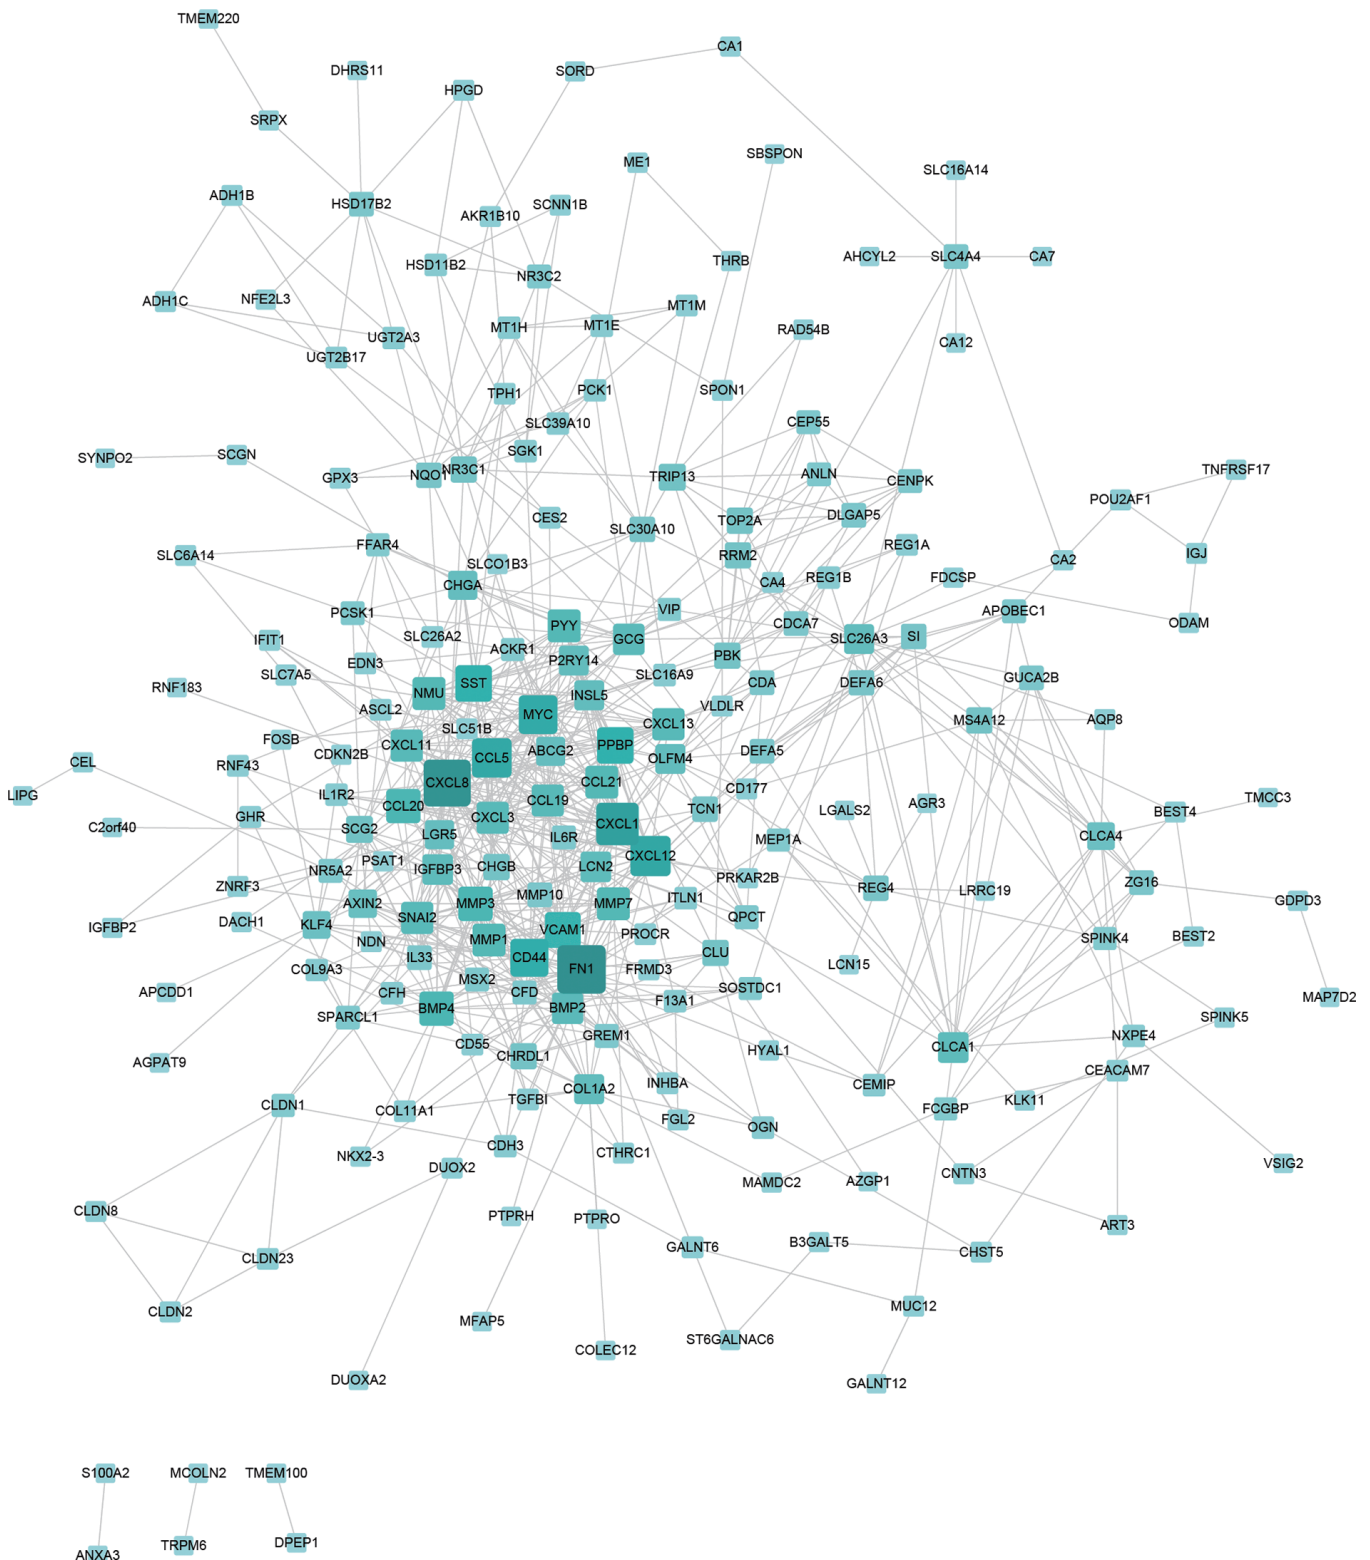 TMEM220
CA1
DHRS11
SORD
HPGD
SRPX
SBSPON
ME1
SLC16A14
ADH1B
HSD17B2
SCNN1B
AKR1B10
AHCYL2
SLC4A4
CA7
THRB
HSD11B2
NR3C2
ADH1C
NFE2L3
MT1M
MT1H
MT1E
RAD54B
UGT2A3
CA12
UGT2B17
TPH1
PCK1
SPON1
SLC39A10
CEP55
SYNPO2
SCGN
SGK1
GPX3
NQO1
NR3C1
TRIP13
ANLN
CENPK
TNFRSF17
POU2AF1
CES2
SLC30A10
TOP2A
DLGAP5
SLC6A14
FFAR4
RRM2
REG1A
IGJ
CA2
SLCO1B3
CHGA
CA4
REG1B
FDCSP
PCSK1
VIP
APOBEC1
IFIT1
SLC26A2
PYY
GCG
CDCA7
SLC26A3
SI
ODAM
ACKR1
EDN3
P2RY14
PBK
SLC7A5
SLC16A9
GUCA2B
RNF183
SST
CDA
DEFA6
NMU
INSL5
ASCL2
MYC
VLDLR
MS4A12
AQP8
SLC51B
CXCL13
FOSB
CXCL11
PPBP
CDKN2B
CCL5
ABCG2
OLFM4
DEFA5
CEL
RNF43
CXCL8
CCL21
CD177
LIPG
IL1R2
CCL19
TMCC3
CCL20
AGR3
BEST4
GHR
CXCL3
TCN1
LGALS2
C2orf40
SCG2
LGR5
CXCL1
IL6R
MEP1A
CLCA4
PSAT1
CXCL12
NR5A2
IGFBP3
CHGB
LCN2
PRKAR2B
ZNRF3
MMP10
ITLN1
REG4
LRRC19
ZG16
GDPD3
AXIN2
MMP3
MMP7
QPCT
DACH1
KLF4
SNAI2
IGFBP2
VCAM1
PROCR
NDN
MMP1
SPINK4
BEST2
CLU
IL33
CD44
COL9A3
FN1
FRMD3
LCN15
MSX2
APCDD1
CFH
CFD
SOSTDC1
MAP7D2
F13A1
SPARCL1
BMP4
BMP2
SPINK5
GREM1
NXPE4
CD55
HYAL1
CLCA1
CHRDL1
AGPAT9
CEACAM7
INHBA
CEMIP
COL1A2
TGFBI
KLK11
CLDN1
COL11A1
FCGBP
FGL2
OGN
CDH3
CTHRC1
NKX2-3
DUOX2
VSIG2
CNTN3
MAMDC2
AZGP1
CLDN8
PTPRH
PTPRO
ART3
B3GALT5
GALNT6
CHST5
CLDN23
MUC12
CLDN2
MFAP5
ST6GALNAC6
COLEC12
DUOXA2
GALNT12
S100A2
MCOLN2
TMEM100
ANXA3
TRPM6
DPEP1